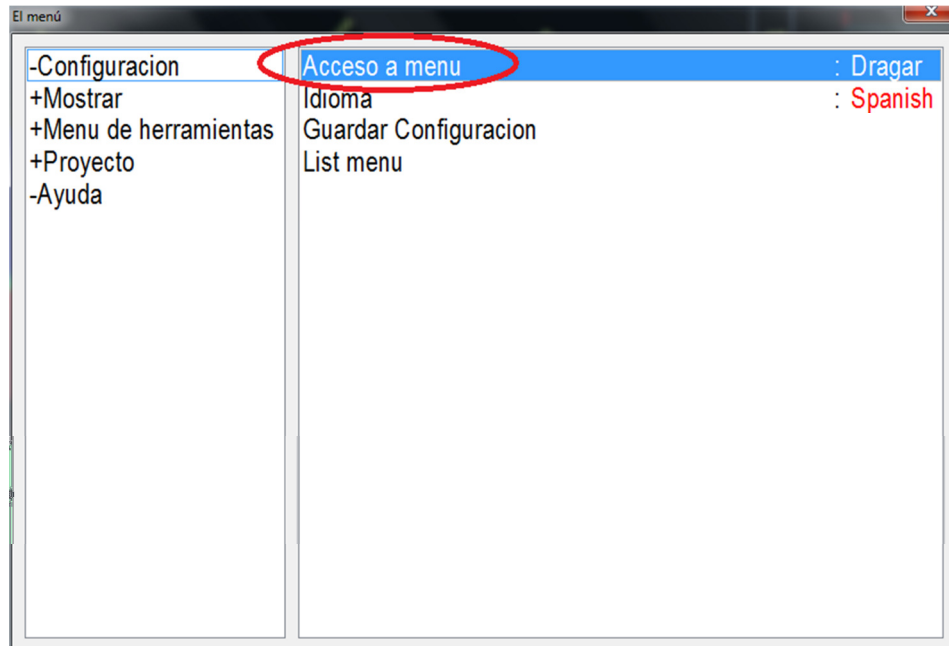 El menú
-Configuracion
+Mostrar
+Menu de herramientas
+Proyecto
-Ayuda
Acceso a menu : Dragar
Idioma : Spanish
Guardar Configuracion
List menu